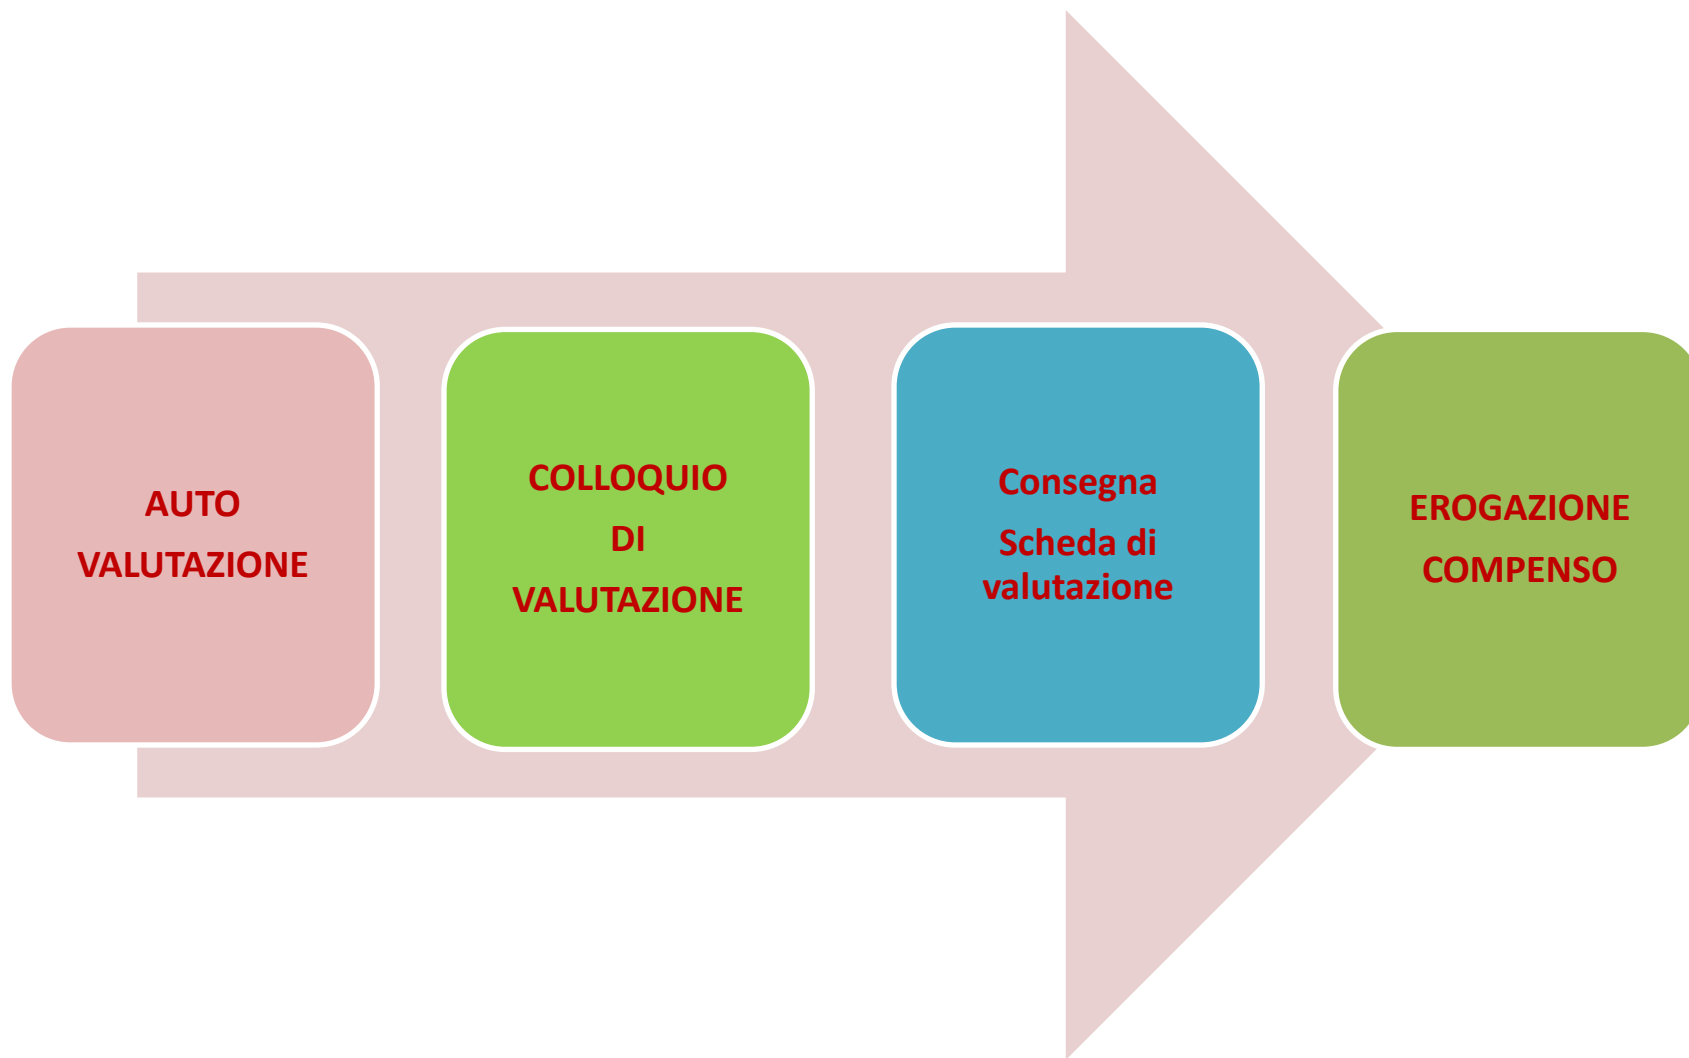 AUTO
VALUTAZIONE
COLLOQUIO
DI
VALUTAZIONE
Consegna
Scheda di
valutazione
EROGAZIONE
COMPENSO